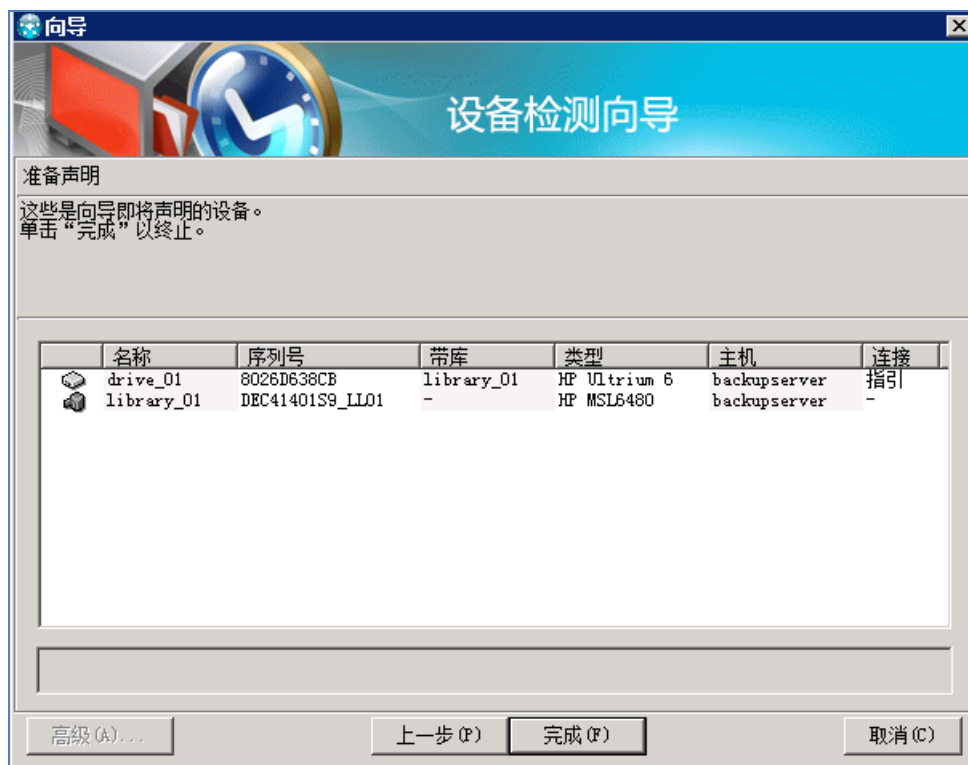 向导
设备检测向导
准备声明
这些是向导即将声明的设备。
单击“完成”以终止。
名称 序列号 带库 类型 主机 连接
drive_01 8026D638CB library_01 HP Ultrium 6 backupserver 指引
library_01 DEC41401S9_LL01 - HP MSL6480 backupserver -
高级(A)... 上一步(P) 完成(F) 取消(C)